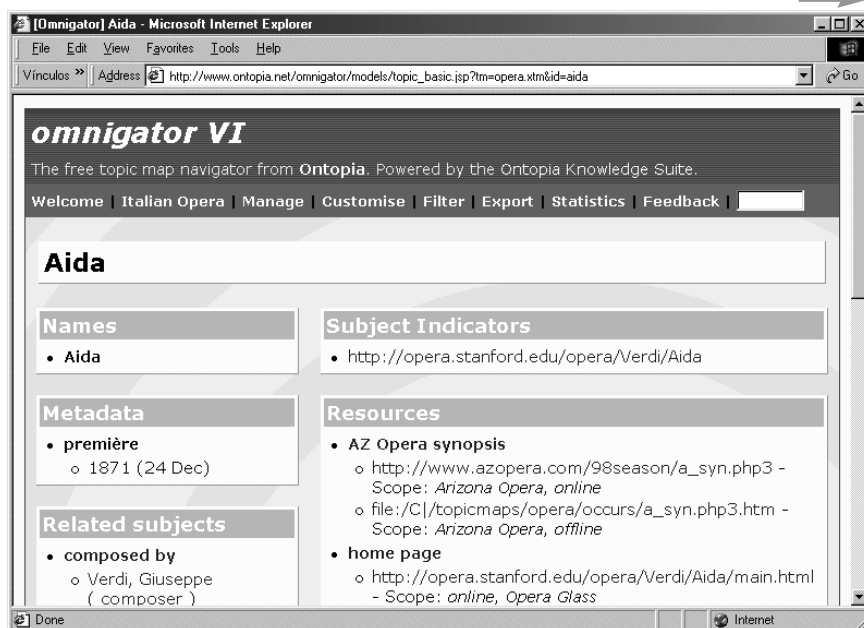 [Omnigator] Aida - Microsoft Internet Explorer
File Edit View Favorites Tools Help
Vínculos » Address http://www.ontopia.net/omnigator/models/topic_basic.jsp?tm=opera.xtm&id=aida Go
omnigator VI
The free topic map navigator from Ontopia. Powered by the Ontopia Knowledge Suite.
Welcome | Italian Opera | Manage | Customise | Filter | Export | Statistics | Feedback |
Aida
Names
• Aida
Metadata
• première
o 1871 (24 Dec)
Related subjects
• composed by
o Verdi, Giuseppe
( composer )
Subject Indicators
• http://opera.stanford.edu/opera/Verdi/Aida
Resources
• AZ Opera synopsis
o http://www.azopera.com/98season/a_syn.php3 -
Scope: Arizona Opera, online
o file:/C|/topicmaps/opera/occurs/a_syn.php3.htm -
Scope: Arizona Opera, offline
• home page
o http://opera.stanford.edu/opera/Verdi/Aida/main.html
- Scope: online, Opera Glass
Done Internet